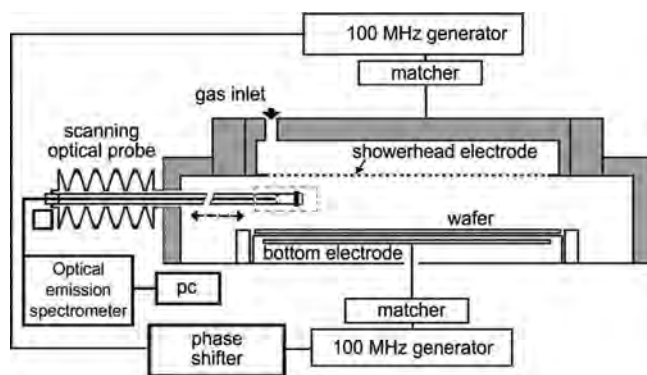 100 MHz generator
matcher
gas inlet
scanning
optical probe
showerhead electrode
wafer
bottom electrode
Optical
emission
spectrometer
pc
matcher
phase
shifter
100 MHz generator